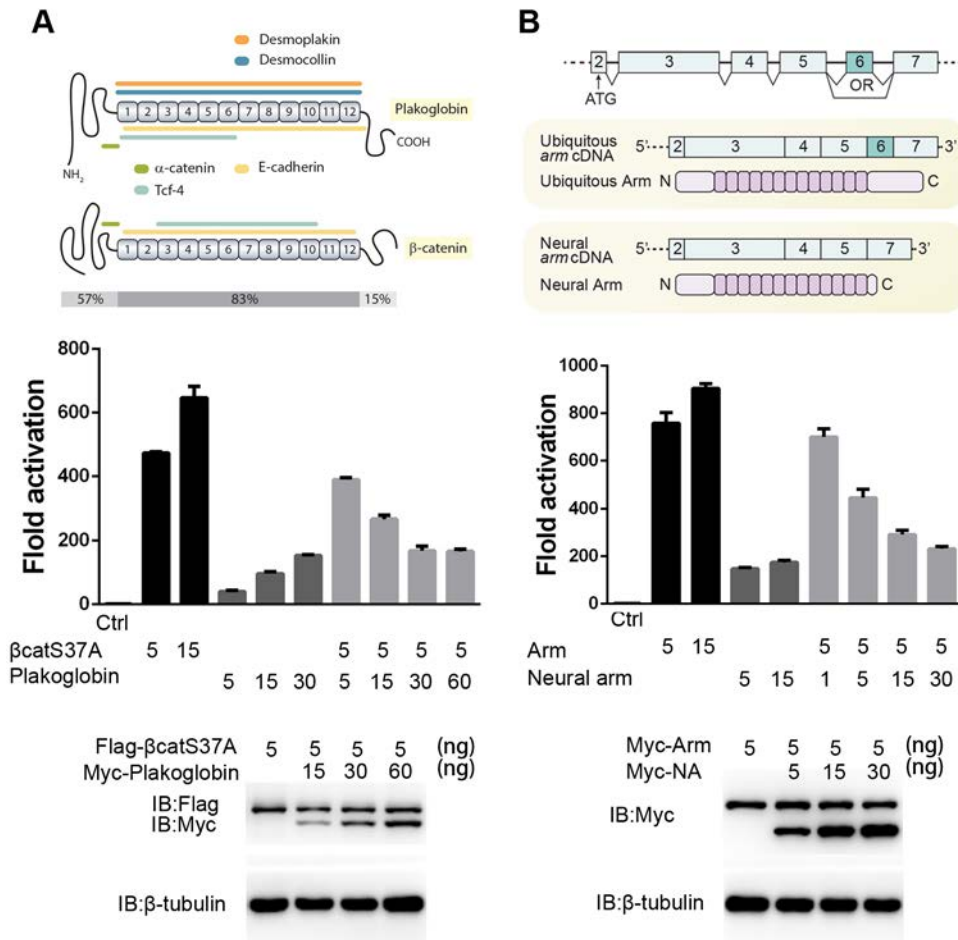 A
Desmoplakin
Desmocollin
1 2 3 4 5 6 7 8 9 10 11 12
Plakoglobin
COOH
NH2
α-catenin
E-cadherin
Tcf-4
1 2 3 4 5 6 7 8 9 10 11 12
β-catenin
57% 83% 15%
800
600
400
200
0
Flold activation
Ctrl
βcatS37A 5 15 5 5 5 5
Plakoglobin 5 15 30 5 15 30 60
Flag-βcatS37A 5 5 5 5 (ng)
Myc-Plakoglobin 15 30 60 (ng)
IB:Flag
IB:Myc
IB:β-tubulin
B
2 3 4 5 6 7
OR
ATG
Ubiquitous
arm cDNA
5' 2 3 4 5 6 7 3'
Ubiquitous Arm N C
Neural
arm cDNA
5' 2 3 4 5 7 3'
Neural Arm N C
1000
800
600
400
200
0
Flold activation
Ctrl
Arm 5 15 5 5 5 5
Neural arm 5 15 1 5 15 30
Myc-Arm 5 5 5 5 (ng)
Myc-NA 5 15 30 (ng)
IB:Myc
IB:β-tubulin